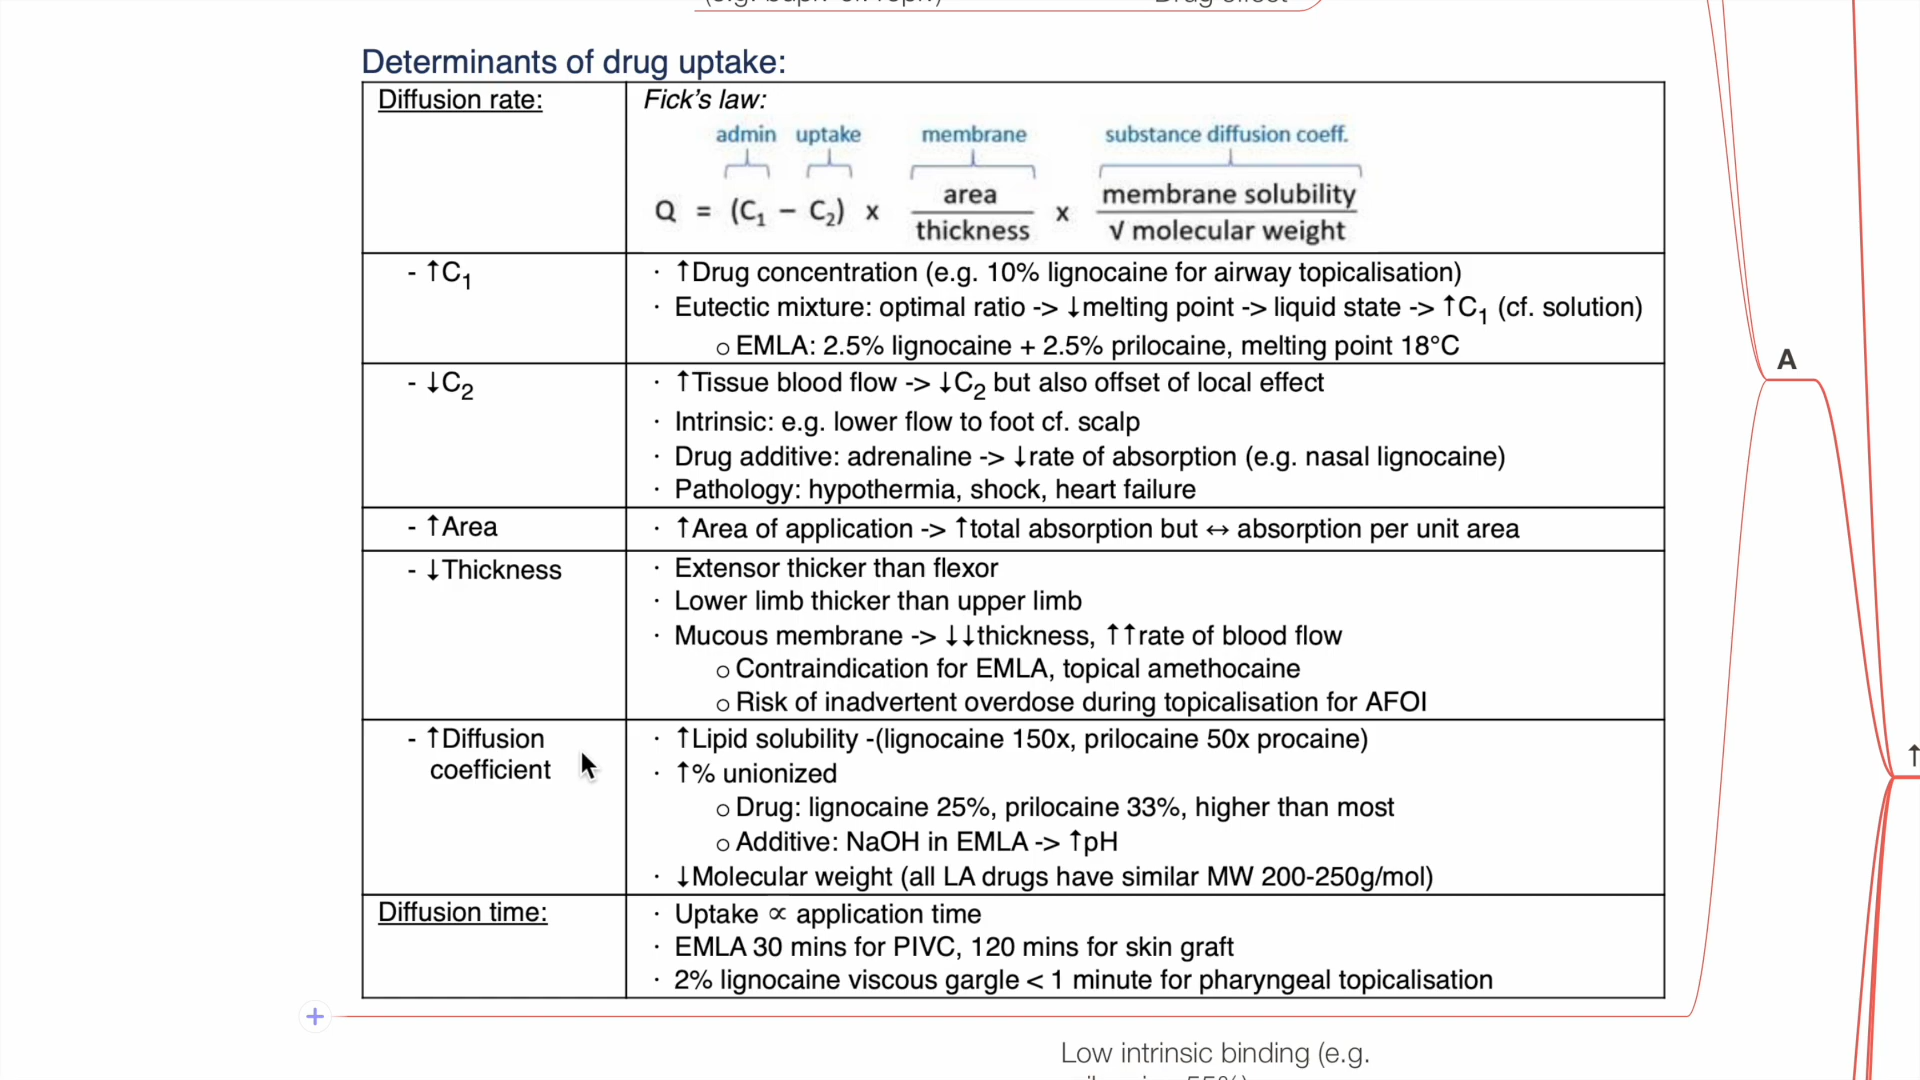 Determinants of drug uptake:
Diffusion rate:
Fick's law:
admin uptake membrane substance diffusion coeff.
Q = (C1 – C2) x area / thickness x membrane solubility / √ molecular weight
- ↑C1
· ↑Drug concentration (e.g. 10% lignocaine for airway topicalisation)
· Eutectic mixture: optimal ratio -> ↓melting point -> liquid state -> ↑C1 (cf. solution)
o EMLA: 2.5% lignocaine + 2.5% prilocaine, melting point 18°C
- ↓C2
· ↑Tissue blood flow -> ↓C2 but also offset of local effect
· Intrinsic: e.g. lower flow to foot cf. scalp
· Drug additive: adrenaline -> ↓rate of absorption (e.g. nasal lignocaine)
· Pathology: hypothermia, shock, heart failure
- ↑Area
· ↑Area of application -> ↑total absorption but ↔ absorption per unit area
- ↓Thickness
· Extensor thicker than flexor
· Lower limb thicker than upper limb
· Mucous membrane -> ↓↓thickness, ↑↑rate of blood flow
o Contraindication for EMLA, topical amethocaine
o Risk of inadvertent overdose during topicalisation for AFOI
- ↑Diffusion
coefficient
· ↑Lipid solubility -(lignocaine 150x, prilocaine 50x procaine)
· ↑% unionized
o Drug: lignocaine 25%, prilocaine 33%, higher than most
o Additive: NaOH in EMLA -> ↑pH
· ↓Molecular weight (all LA drugs have similar MW 200-250g/mol)
Diffusion time:
· Uptake ∝ application time
· EMLA 30 mins for PIVC, 120 mins for skin graft
· 2% lignocaine viscous gargle < 1 minute for pharyngeal topicalisation
A
↑
Low intrinsic binding (e.g.